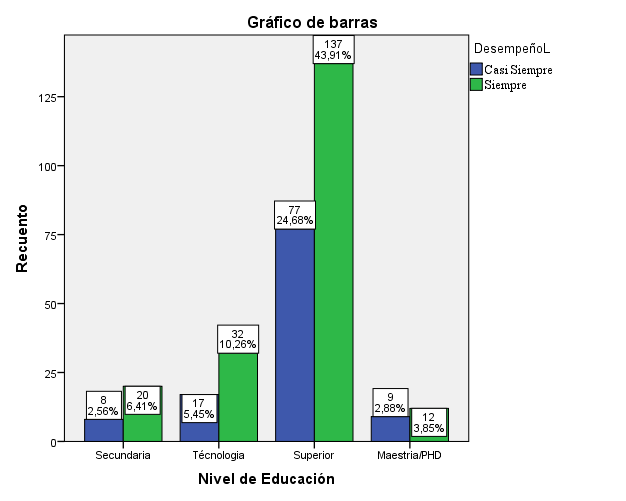 Gráfico de barras
DesempeñoL
Casi Siempre
Siempre
Recuento
125
100
75
50
25
0
8
2,56%
20
6,41%
17
5,45%
32
10,26%
77
24,68%
137
43,91%
9
2,88%
12
3,85%
Secundaria
Técnologia
Superior
Maestria/PHD
Nivel de Educación